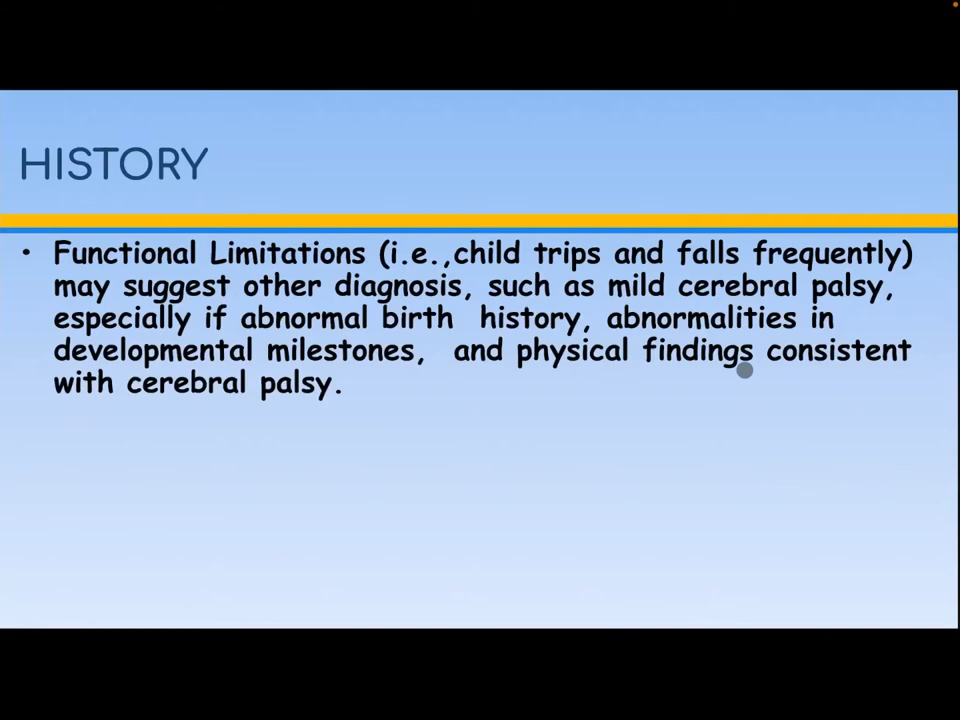 HISTORY
• Functional Limitations (i.e.,child trips and falls frequently)
may suggest other diagnosis, such as mild cerebral palsy,
especially if abnormal birth  history, abnormalities in
developmental milestones,  and physical findings consistent
with cerebral palsy.